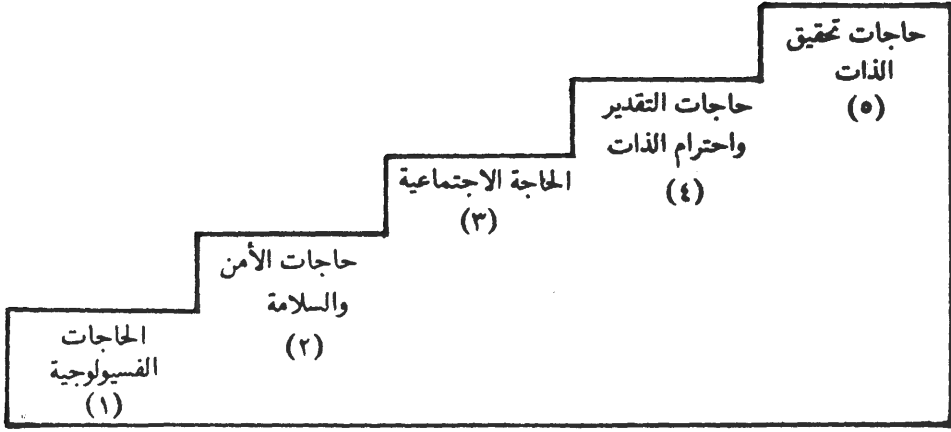 حاجات تحقيق
الذات
(٥)
حاجات التقدير
واحترام الذات
(٤)
الحاجة الاجتماعية
(٣)
حاجات الأمن
والسلامة
(٢)
الحاجات
الفسيولوجية
(١)